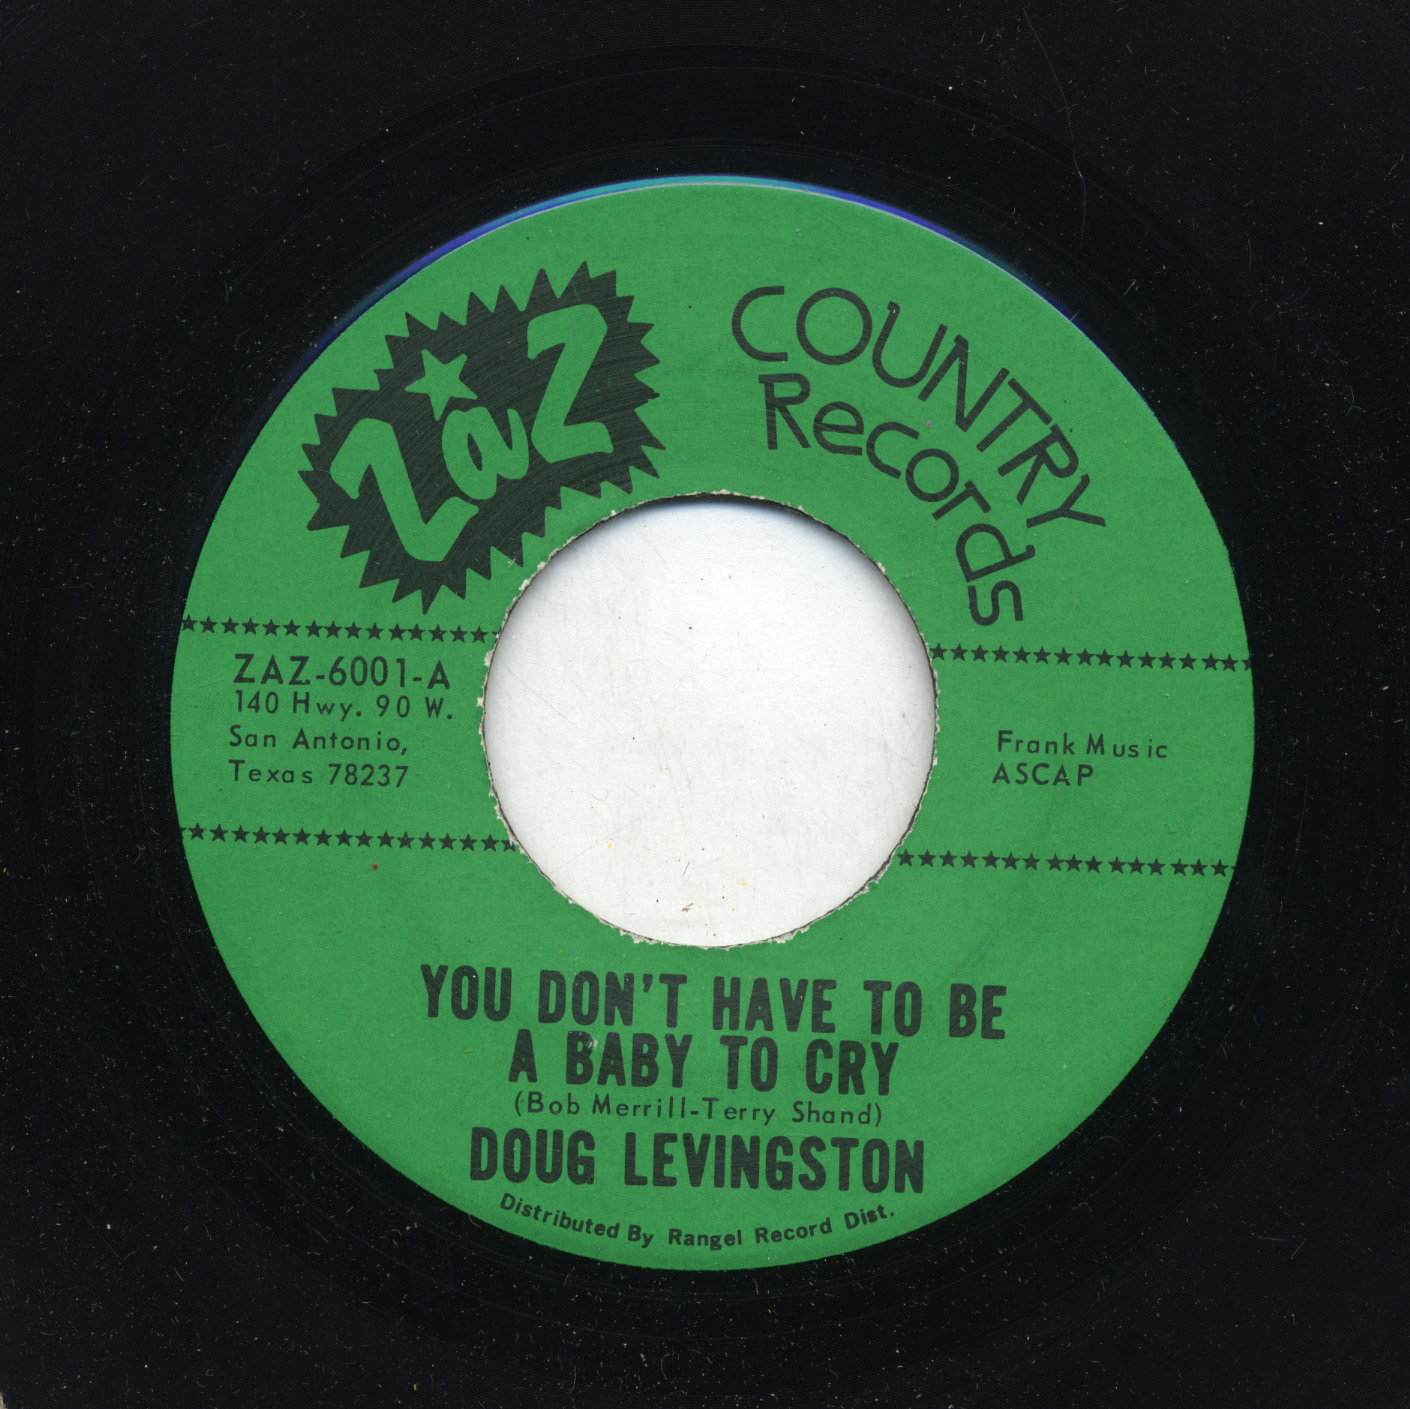 ZaZ
COUNTRY
Records
ZAZ-6001-A
140 Hwy. 90 W.
San Antonio,
Texas 78237
Frank Music
ASCAP
YOU DON'T HAVE TO BE
A BABY TO CRY
(Bob Merrill-Terry Shand)
DOUG LEVINGSTON
Distributed By Rangel Record Dist.